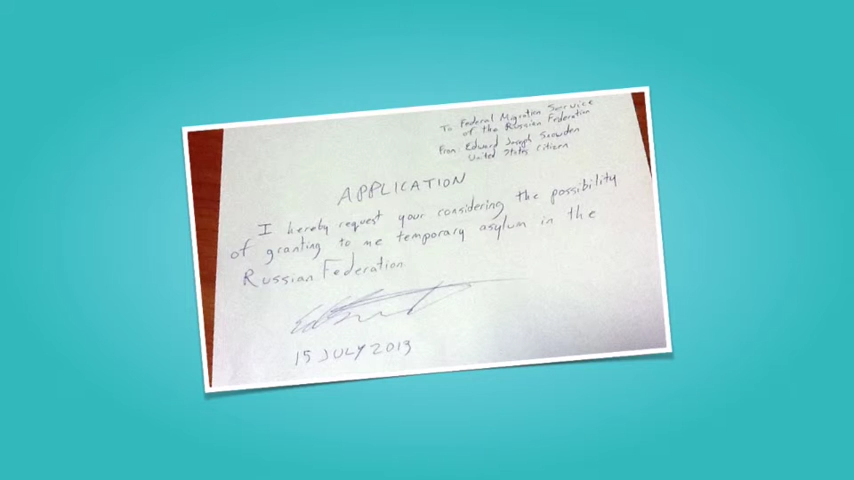 To Federal Migration Service
of the Russian Federation
From Edward Joseph Snowden
United States Citizen
APPLICATION
I hereby request your considering the possibility
of granting to me temporary asylum in the
Russian Federation
15 JULY 2013